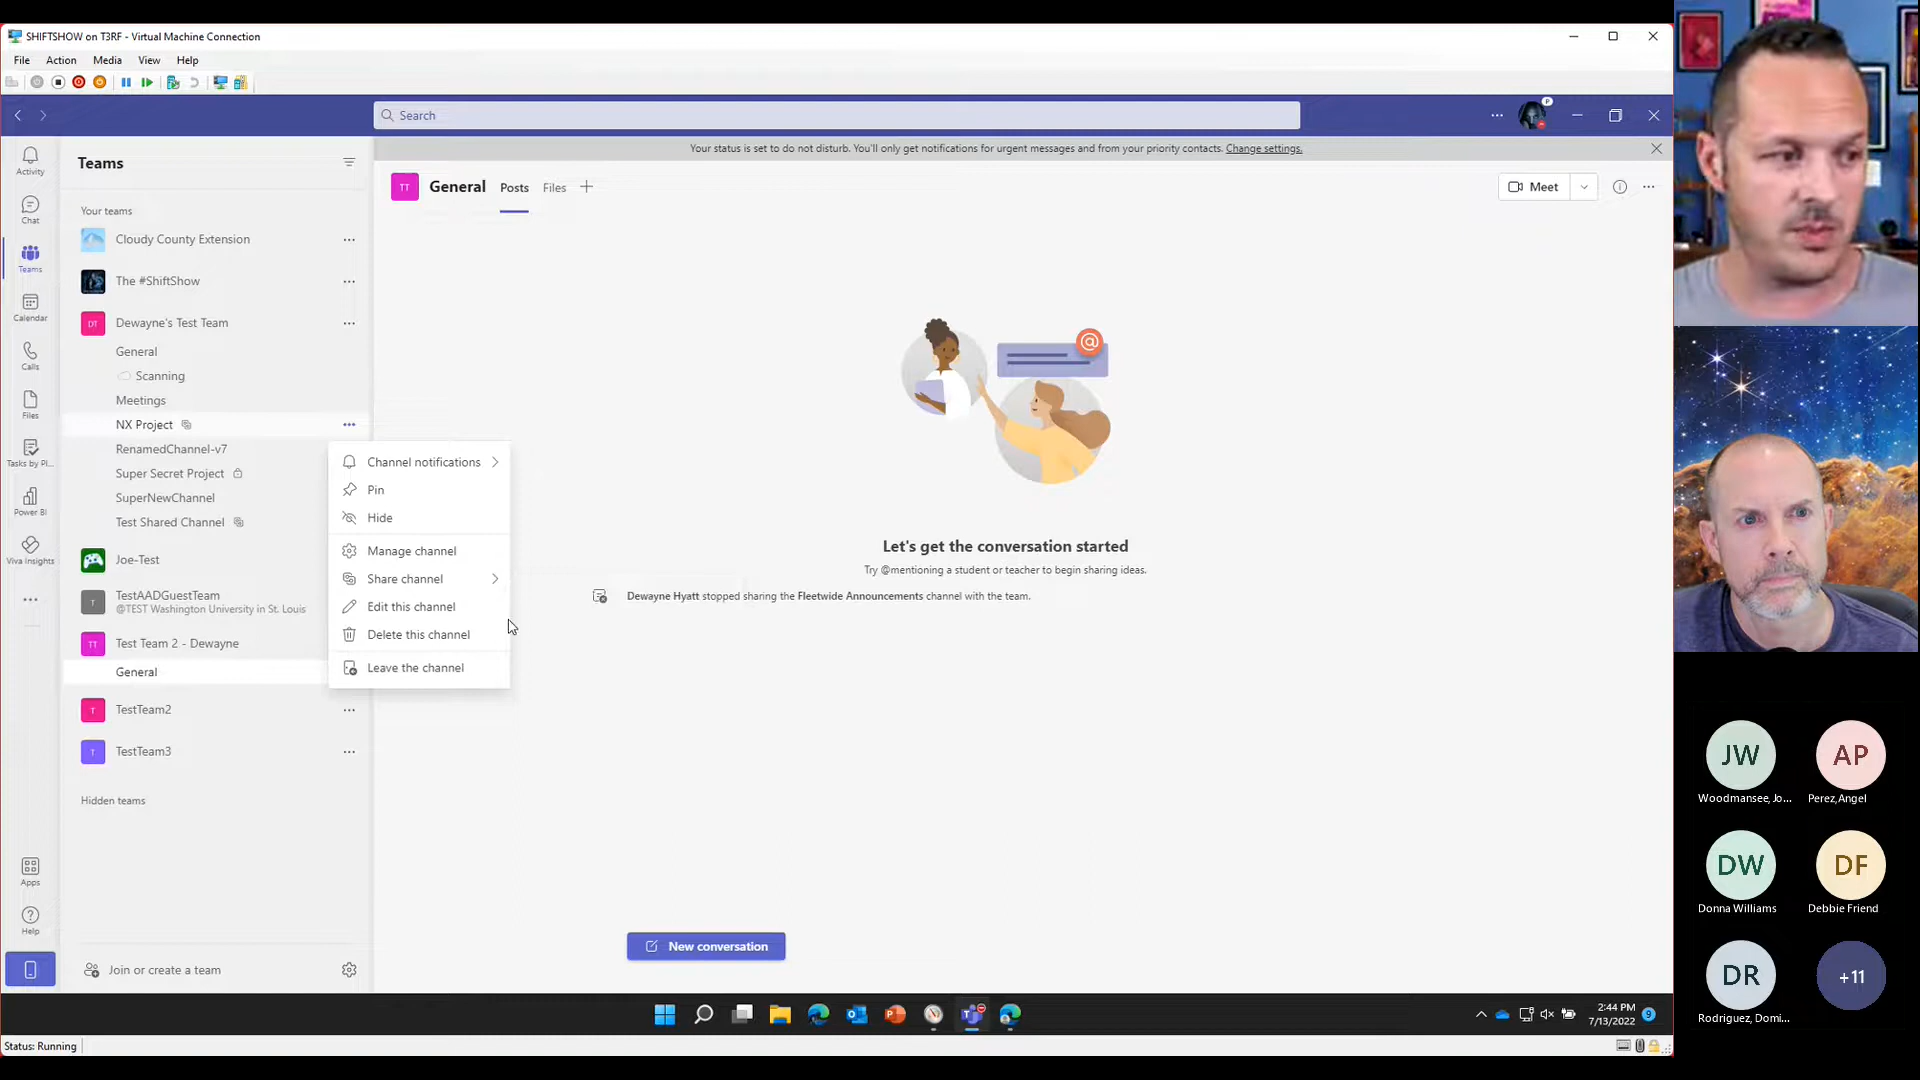 SHIFTSHOW on T3RF - Virtual Machine Connection
File Action Media View Help
Search
Your status is set to do not disturb. You'll only get notifications for urgent messages and from your priority contacts. Change settings.
Activity
Chat
Teams
Calendar
Calls
Files
Tasks by Pl...
Power BI
Viva Insights
Apps
Help
Teams
Your teams
Cloudy County Extension
The #ShiftShow
DT Dewayne's Test Team
General
Scanning
Meetings
NX Project
RenamedChannel-v7
Super Secret Project
SuperNewChannel
Test Shared Channel
Joe-Test
T TestAADGuestTeam
@TEST Washington University in St. Louis
TT Test Team 2 - Dewayne
General
T TestTeam2
T TestTeam3
Hidden teams
Join or create a team
Channel notifications
Pin
Hide
Manage channel
Share channel
Edit this channel
Delete this channel
Leave the channel
TT General Posts Files
Meet
Let's get the conversation started
Try @mentioning a student or teacher to begin sharing ideas.
Dewayne Hyatt stopped sharing the Fleetwide Announcements channel with the team.
New conversation
2:44 PM
7/13/2022
9
Status: Running
JW
Woodmansee, Jo...
AP
Perez,Angel
DW
Donna Williams
DF
Debbie Friend
DR
Rodriguez, Domi...
+11